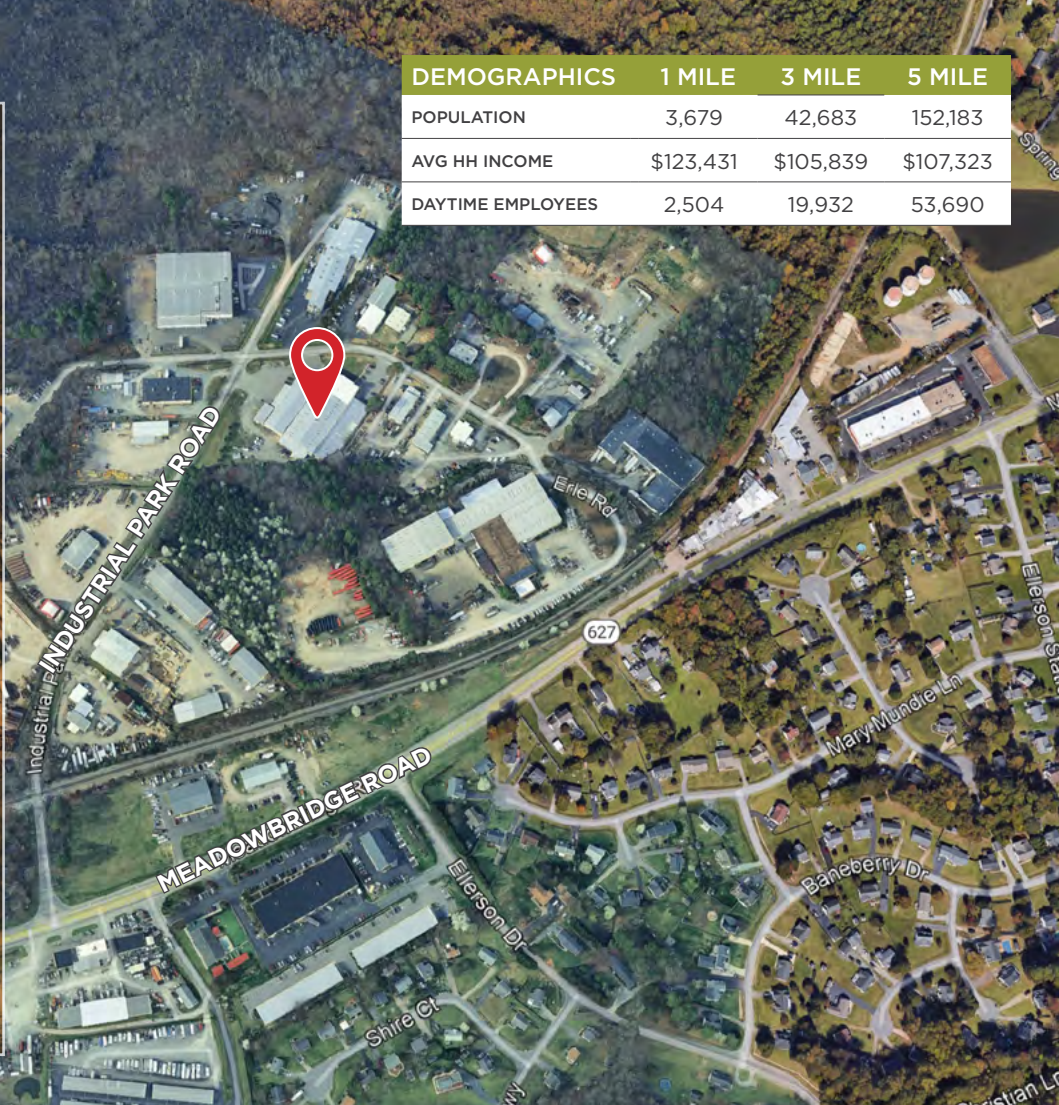 DEMOGRAPHICS 1 MILE 3 MILE 5 MILE
POPULATION 3,679 42,683 152,183
AVG HH INCOME $123,431 $105,839 $107,323
DAYTIME EMPLOYEES 2,504 19,932 53,690
INDUSTRIAL PARK ROAD
Erie Rd
627
Industrial
Ellerson
Mary Mundie Ln
MEADOWBRIDGE ROAD
Baneberry Dr
Ellerson Dr
Shire Ct